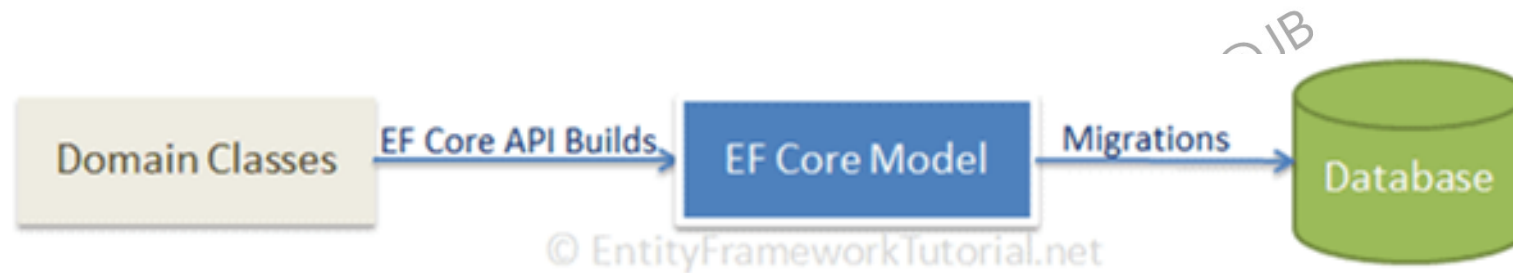 Domain Classes
EF Core API Builds
EF Core Model
Migrations
Database
© EntityFrameworkTutorial.net